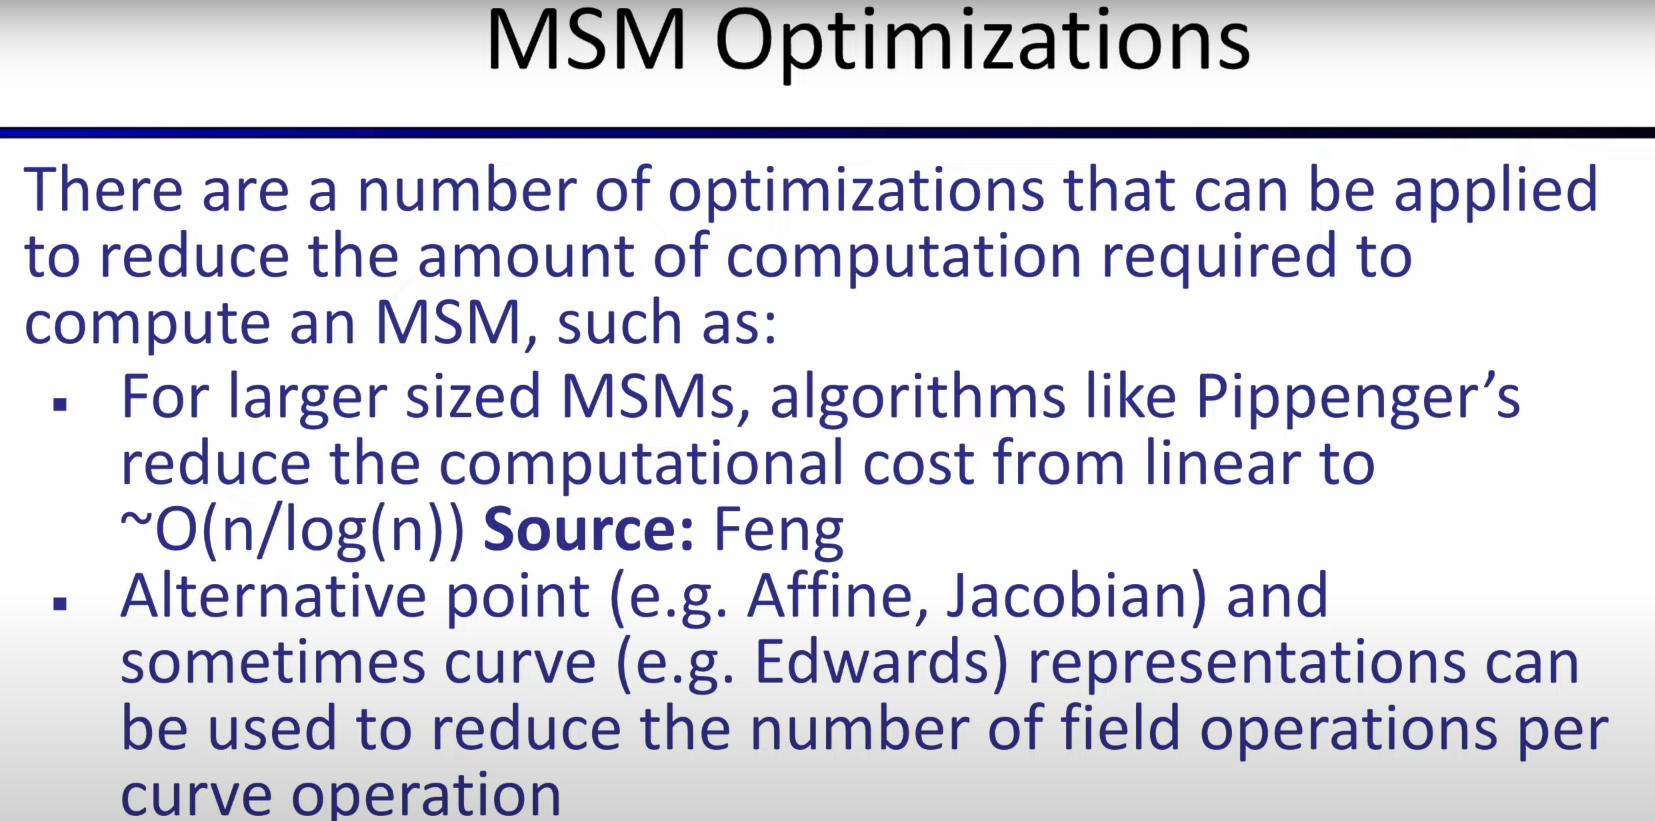 MSM Optimizations
There are a number of optimizations that can be applied
to reduce the amount of computation required to
compute an MSM, such as:
▪ For larger sized MSMs, algorithms like Pippenger’s
reduce the computational cost from linear to
~O(n/log(n)) Source: Feng
▪ Alternative point (e.g. Affine, Jacobian) and
sometimes curve (e.g. Edwards) representations can
be used to reduce the number of field operations per
curve operation